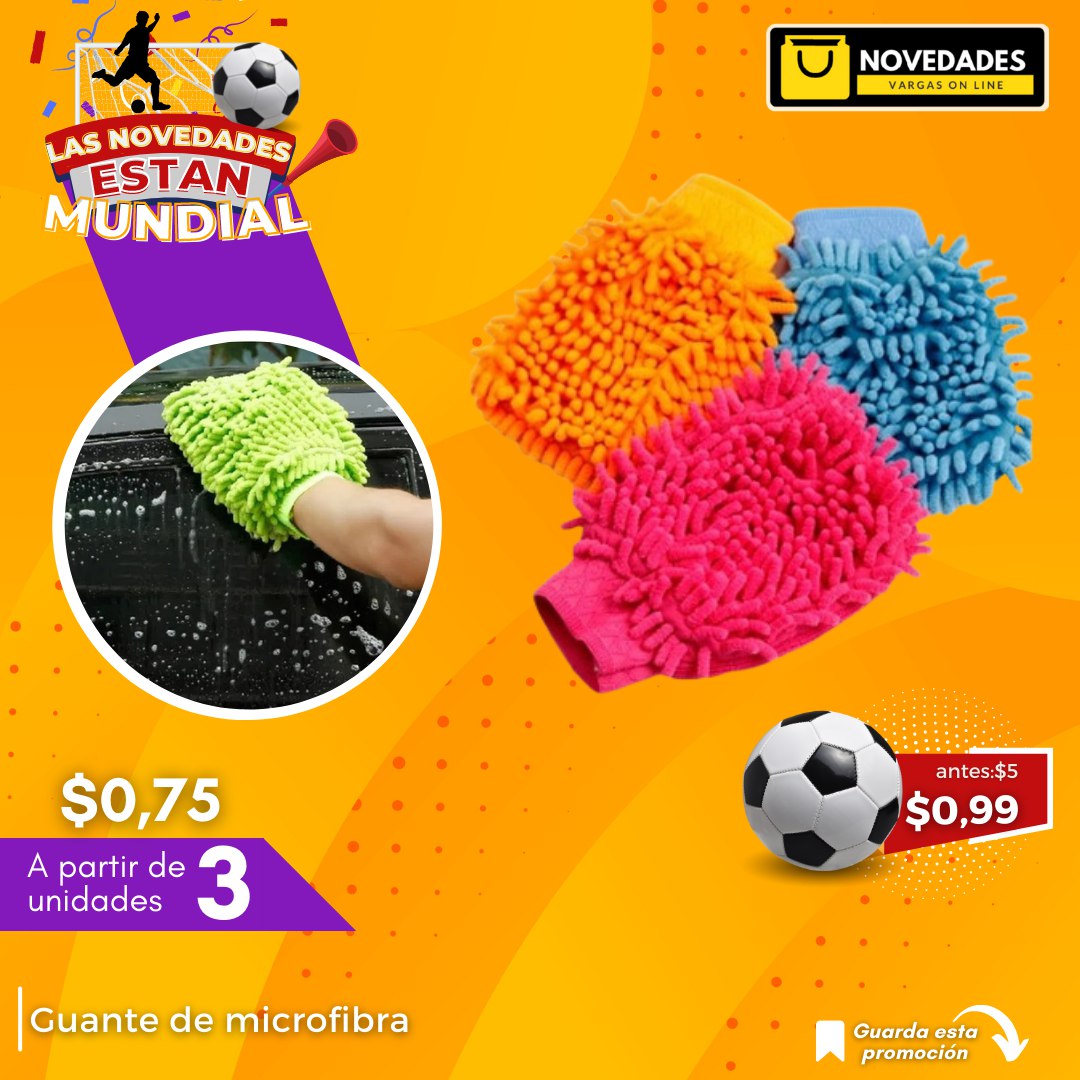 LAS NOVEDADES
ESTAN
MUNDIAL
NOVEDADES
VARGAS ON LINE
antes:$5
$0,99
$0,75
A partir de 3
unidades
Guante de microfibra
Guarda esta
promoción